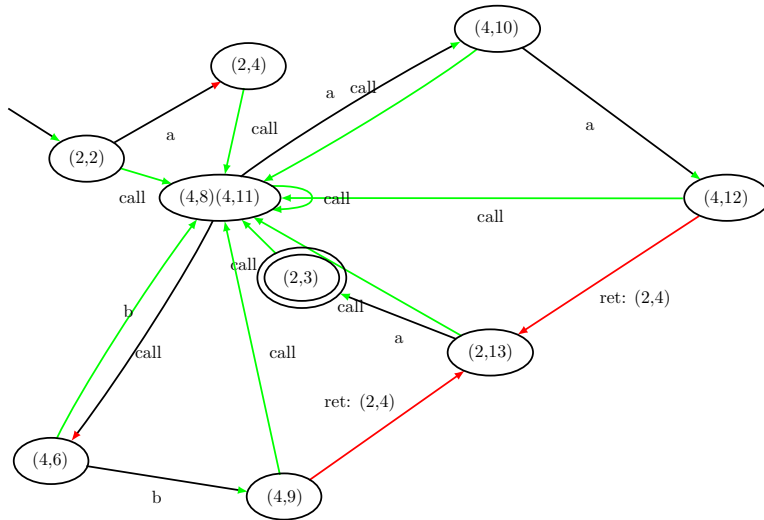 (4,10)
(2,4)
a
call
a
call
a
(2,2)
call
(4,8)(4,11)
call
(4,12)
call
call
(2,3)
ret: (2,4)
b
call
a
call
call
(2,13)
ret: (2,4)
(4,6)
b
(4,9)